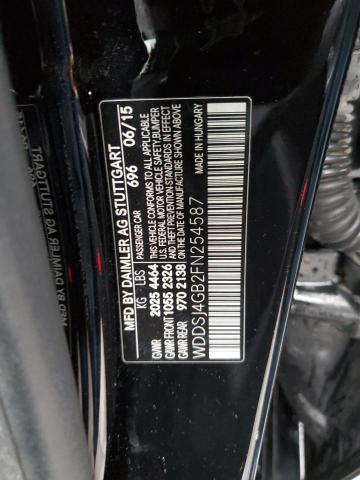 MFD BY DAIMLER AG STUTTGART
696 06/15
KG LBS PASSENGER CAR
GVWR 2025 4464 THIS VEHICLE CONFORMS TO ALL APPLICABLE
GAWR FRONT 1055 2326 U.S. FEDERAL MOTOR VEHICLE SAFETY, BUMPER
GAWR REAR 970 2138 AND THEFT PREVENTION STANDARDS IN EFFECT
ON THE DATE OF MANUFACTURE SHOWN ABOVE
WDDSJ4GB2FN254587 MADE IN HUNGARY